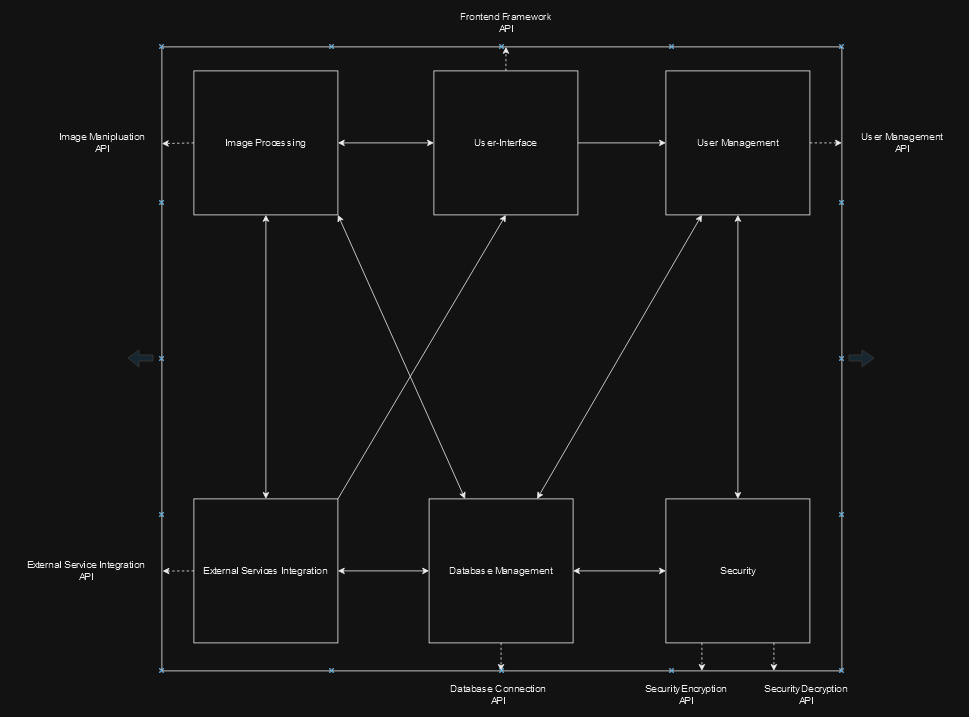 Frontend Framework
API
Image Manipluation
API
Image Processing
User-Interface
User Management
User Management
API
External Service Integration
API
External Services Integration
Database Management
Security
Database Connection
API
Security Encryption
API
Security Decryption
API